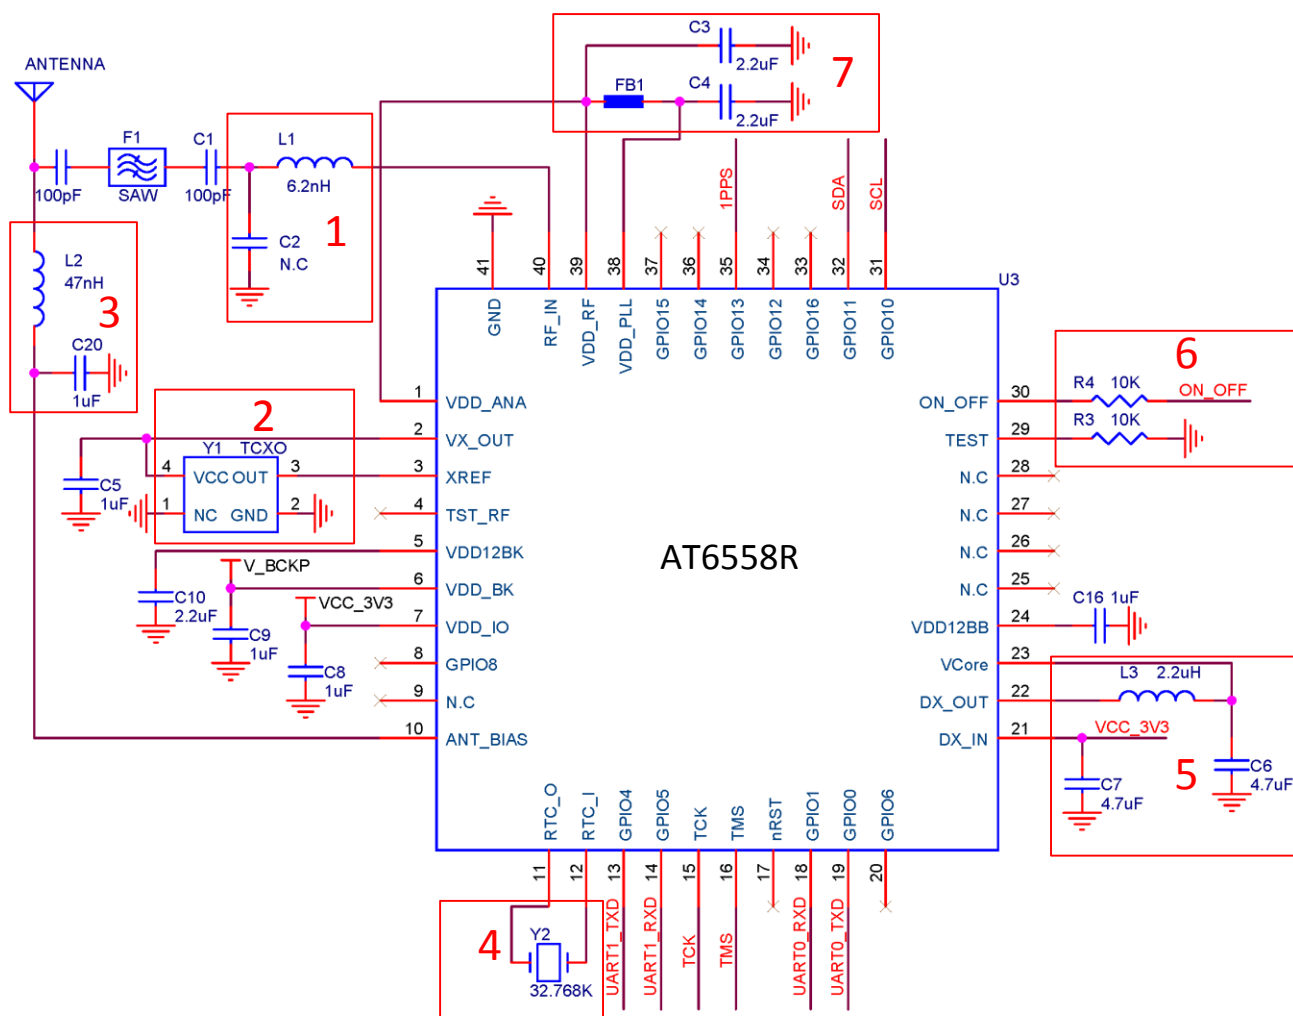 ANTENNA
100pF
F1
SAW
C1
100pF
L1
6.2nH
C2
N.C
1
L2
47nH
3
C20
1uF
C3
2.2uF
FB1
C4
2.2uF
7
1PPS
SDA
SCL
41
40
39
38
37
36
35
34
33
32
31
U3
GND
RF_IN
VDD_RF
VDD_PLL
GPIO15
GPIO14
GPIO13
GPIO12
GPIO16
GPIO11
GPIO10
2
Y1
TCXO
4
VCC
OUT
3
1
NC
GND
2
C5
1uF
V_BCKP
C10
2.2uF
VCC_3V3
C9
1uF
C8
1uF
1 VDD_ANA
2 VX_OUT
3 XREF
4 TST_RF
5 VDD12BK
6 VDD_BK
7 VDD_IO
8 GPIO8
9 N.C
10 ANT_BIAS
AT6558R
ON_OFF 30
TEST 29
N.C 28
N.C 27
N.C 26
N.C 25
VDD12BB 24
VCore 23
DX_OUT 22
DX_IN 21
6
R4 10K
ON_OFF
R3 10K
C16 1uF
L3 2.2uH
VCC_3V3
5
C7
4.7uF
C6
4.7uF
RTC_O
RTC_I
GPIO4
GPIO5
TCK
TMS
nRST
GPIO1
GPIO0
GPIO6
11
12
13
14
15
16
17
18
19
20
4
Y2
32.768K
UART1_TXD
UART1_RXD
TCK
TMS
UART0_RXD
UART0_TXD